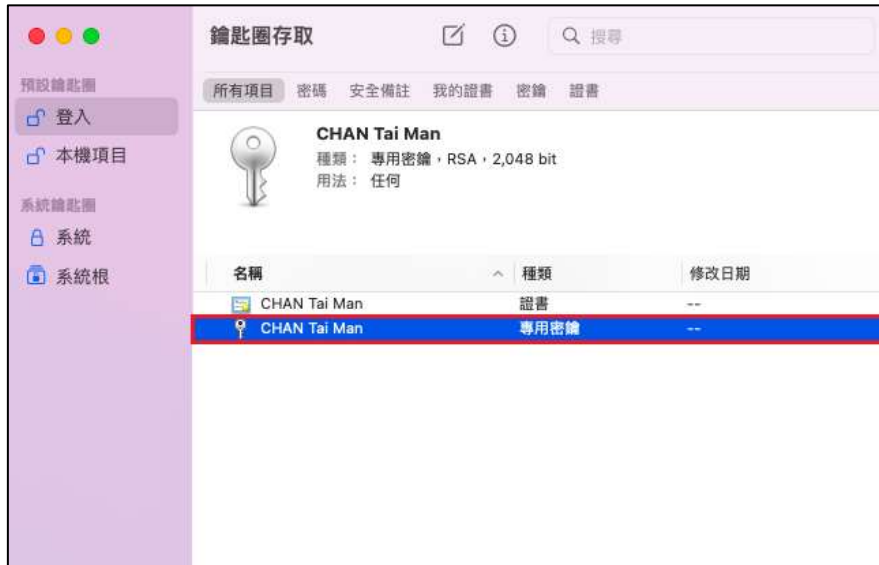 鑰匙圈存取
搜尋
預設鑰匙圈
登入
本機項目
系統鑰匙圈
系統
系統根
所有項目 密碼 安全備註 我的證書 密鑰 證書
CHAN Tai Man
種類： 專用密鑰，RSA，2,048 bit
用法： 任何
名稱 種類 修改日期
CHAN Tai Man 證書 --
CHAN Tai Man 專用密鑰 --